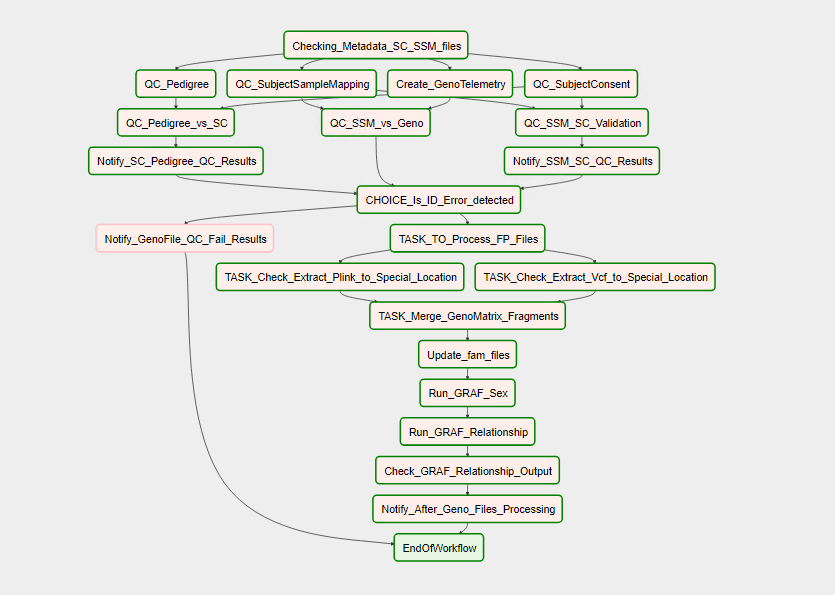 Checking_Metadata_SC_SSM_files
QC_Pedigree
QC_SubjectSampleMapping
Create_GenoTelemetry
QC_SubjectConsent
QC_Pedigree_vs_SC
QC_SSM_vs_Geno
QC_SSM_SC_Validation
Notify_SC_Pedigree_QC_Results
Notify_SSM_SC_QC_Results
CHOICE_Is_ID_Error_detected
Notify_GenoFile_QC_Fail_Results
TASK_TO_Process_FP_Files
TASK_Check_Extract_Plink_to_Special_Location
TASK_Check_Extract_Vcf_to_Special_Location
TASK_Merge_GenoMatrix_Fragments
Update_fam_files
Run_GRAF_Sex
Run_GRAF_Relationship
Check_GRAF_Relationship_Output
Notify_After_Geno_Files_Processing
EndOfWorkflow